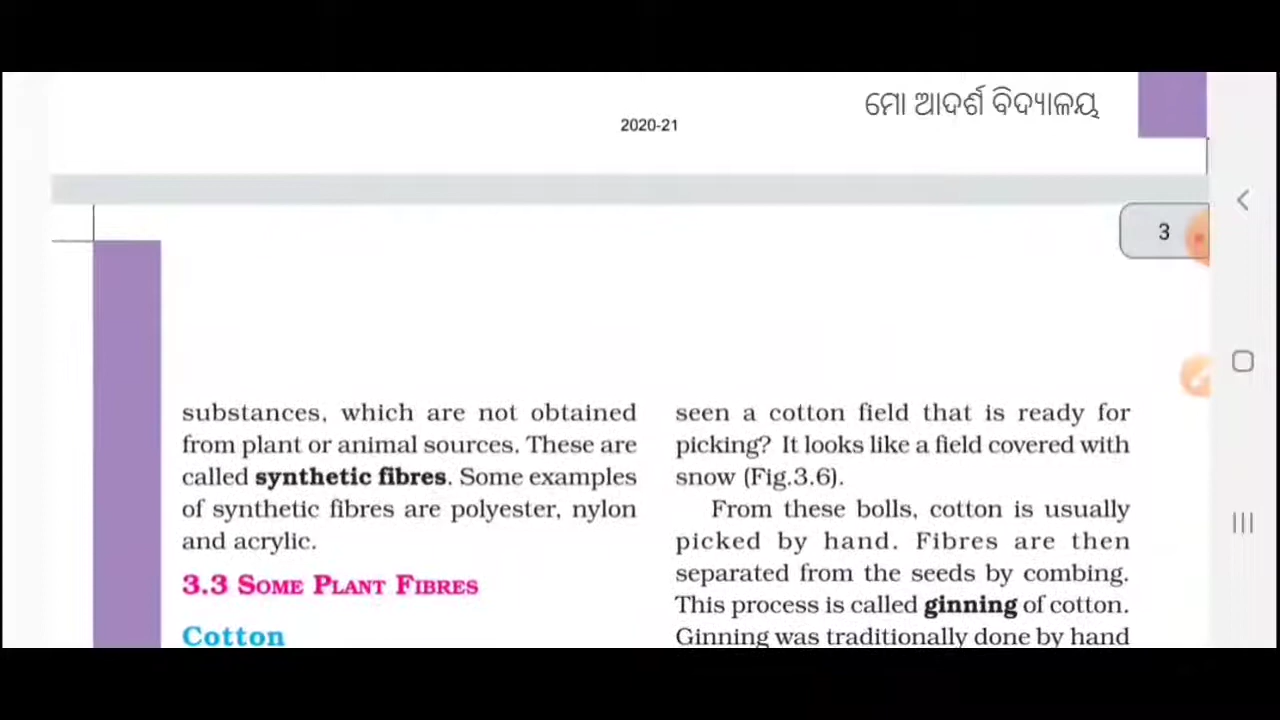 ମୋ ଆଦର୍ଶ ବିଦ୍ୟାଳୟ
2020-21
3
substances, which are not obtained
from plant or animal sources. These are
called synthetic fibres. Some examples
of synthetic fibres are polyester, nylon
and acrylic.
3.3 SOME PLANT FIBRES
Cotton
seen a cotton field that is ready for
picking? It looks like a field covered with
snow (Fig.3.6).
From these bolls, cotton is usually
picked by hand. Fibres are then
separated from the seeds by combing.
This process is called ginning of cotton.
Ginning was traditionally done by hand